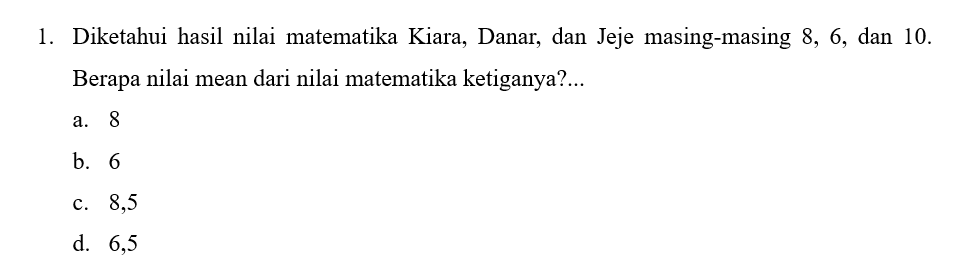 1. Diketahui hasil nilai matematika Kiara, Danar, dan Jeje masing-masing 8, 6, dan 10.
Berapa nilai mean dari nilai matematika ketiganya?...
a. 8
b. 6
c. 8,5
d. 6,5